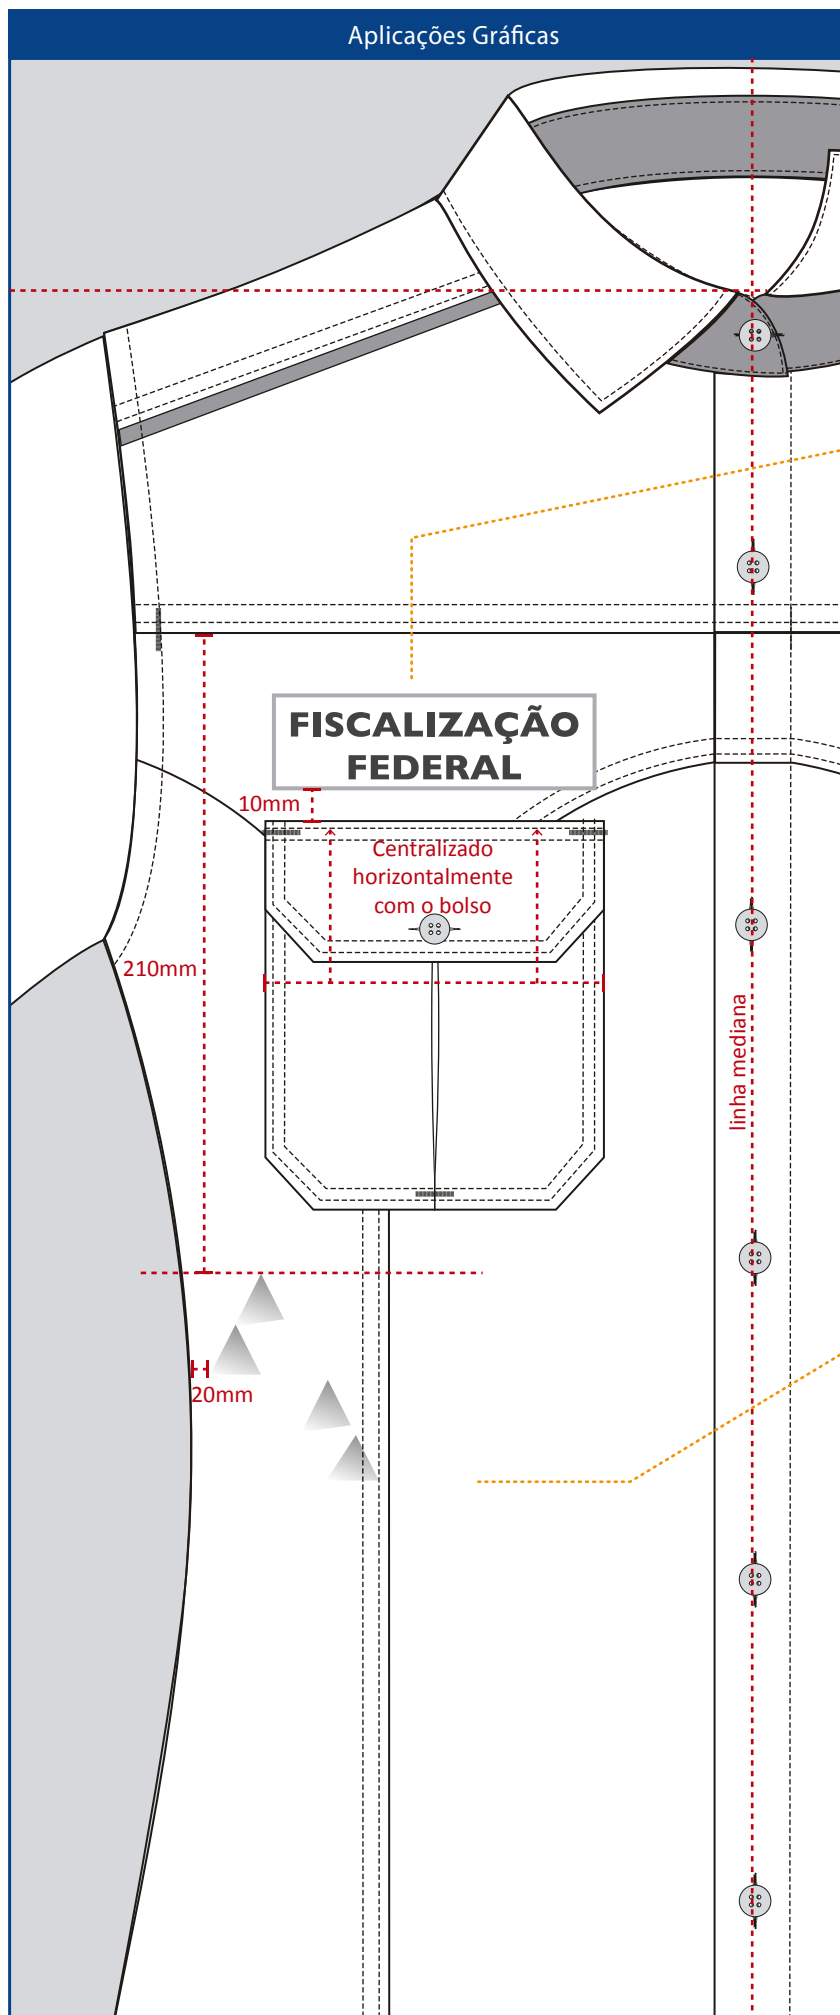 Aplicações Gráficas
FISCALIZAÇÃO
FEDERAL
10mm
Centralizado
horizontalmente
com o bolso
210mm
linha mediana
20mm